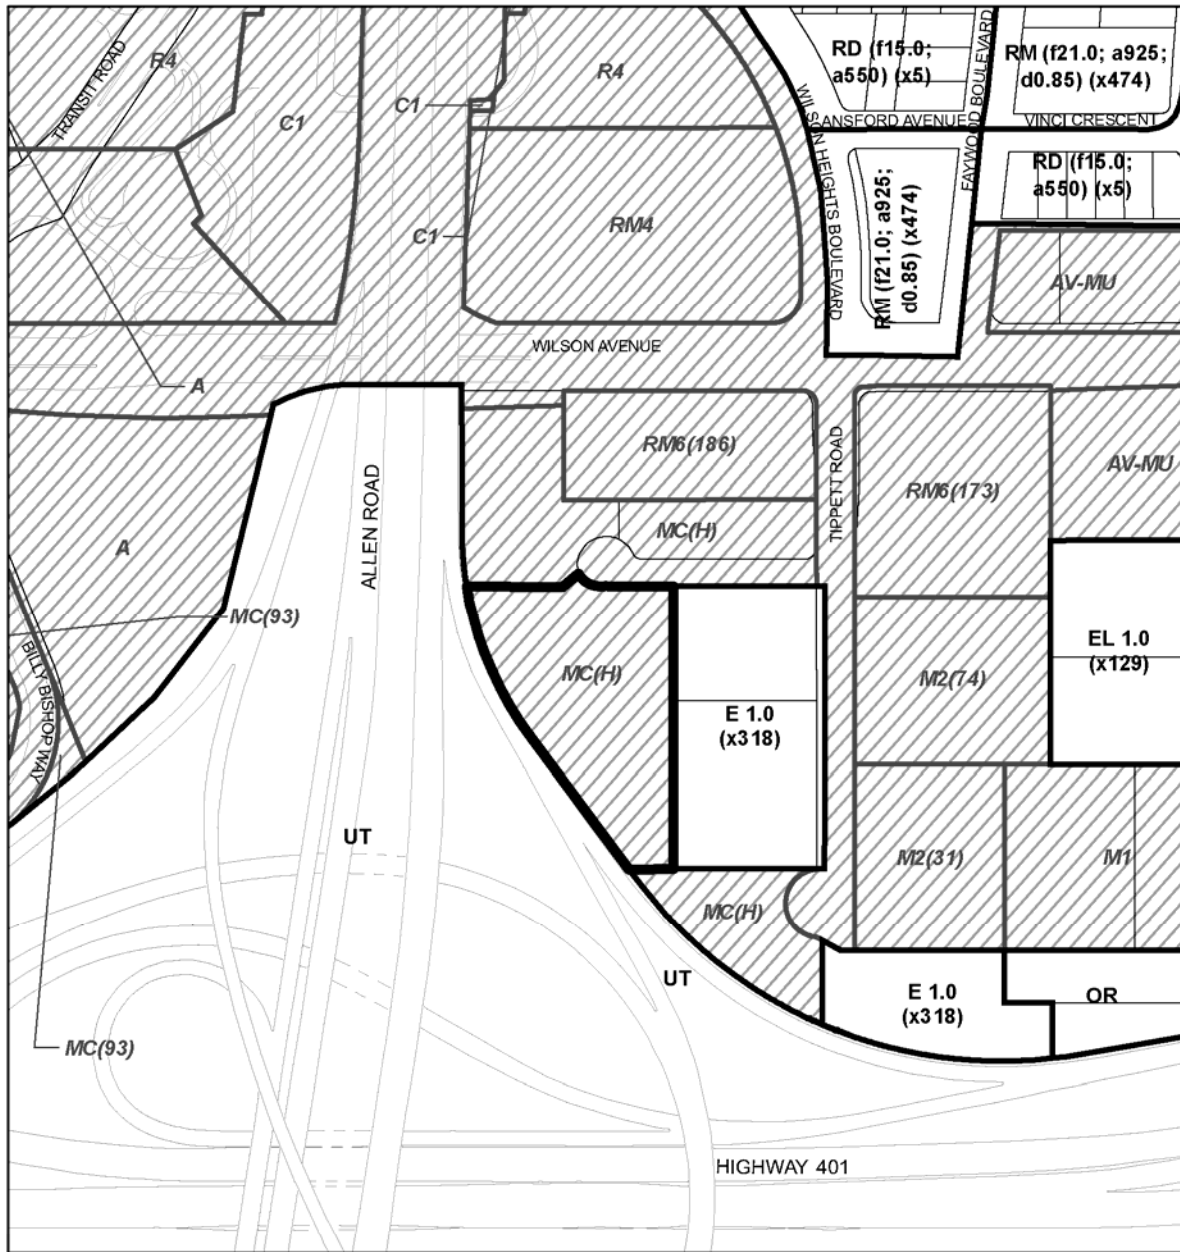 RD (f15.0;
a550) (x5)
RM (f21.0; a925;
d0.85) (x474)
R4
TRANSIT ROAD
R4
C1
C1
WILSON HEIGHTS BOULEVARD
ANSFORD AVENUE
FAYWOOD BOULEVARD
VINCI CRESCENT
RD (f15.0;
a550) (x5)
RM (f21.0; a925;
d0.85) (x474)
C1
RM4
AV-MU
WILSON AVENUE
A
RM6(186)
TIPPETT ROAD
RM6(173)
AV-MU
ALLEN ROAD
MC(H)
A
MC(93)
BILLY BISHOP WAY
MC(H)
E 1.0
(x318)
M2(74)
EL 1.0
(x129)
UT
M2(31)
M1
MC(H)
UT
E 1.0
(x318)
OR
MC(93)
HIGHWAY 401